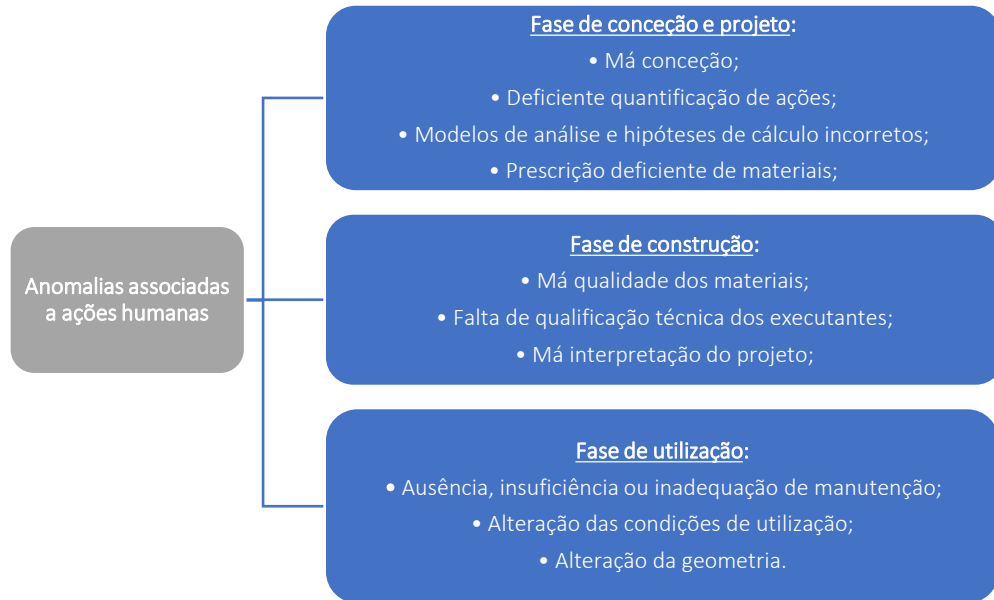 Anomalias associadas
a ações humanas
Fase de conceção e projeto:
• Má conceção;
• Deficiente quantificação de ações;
• Modelos de análise e hipóteses de cálculo incorretos;
• Prescrição deficiente de materiais;
Fase de construção:
• Má qualidade dos materiais;
• Falta de qualificação técnica dos executantes;
• Má interpretação do projeto;
Fase de utilização:
• Ausência, insuficiência ou inadequação de manutenção;
• Alteração das condições de utilização;
• Alteração da geometria.